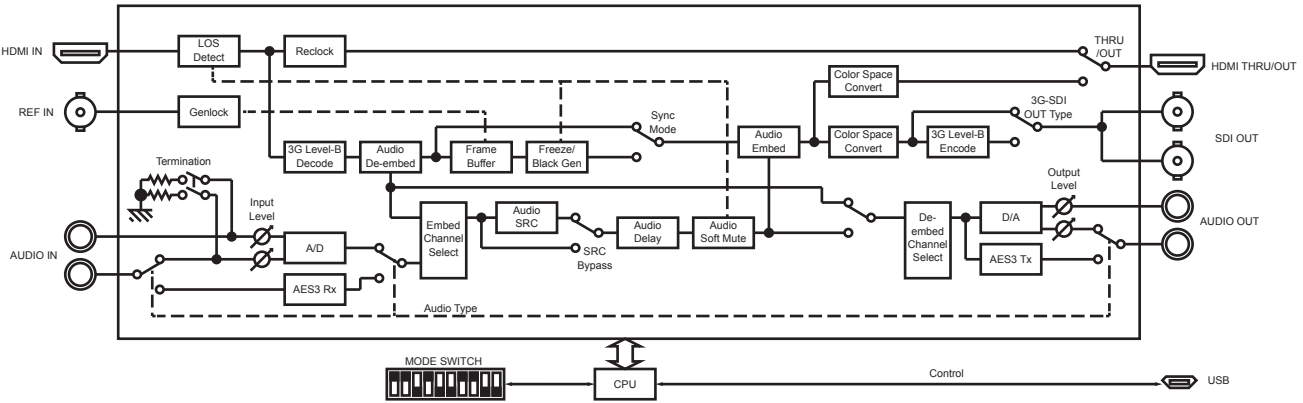 HDMI IN
LOS
Detect
Reclock
THRU
/OUT
HDMI THRU/OUT
Color Space
Convert
REF IN
Genlock
Sync
Mode
3G-SDI
OUT Type
SDI OUT
3G Level-B
Decode
Audio
De-embed
Frame
Buffer
Freeze/
Black Gen
Audio
Embed
Color Space
Convert
3G Level-B
Encode
Termination
Input
Level
Output
Level
Embed
Channel
Select
Audio
SRC
SRC
Bypass
Audio
Delay
Audio
Soft Mute
De-
embed
Channel
Select
D/A
AUDIO OUT
AUDIO IN
A/D
AES3 Rx
AES3 Tx
Audio Type
MODE SWITCH
CPU
Control
USB